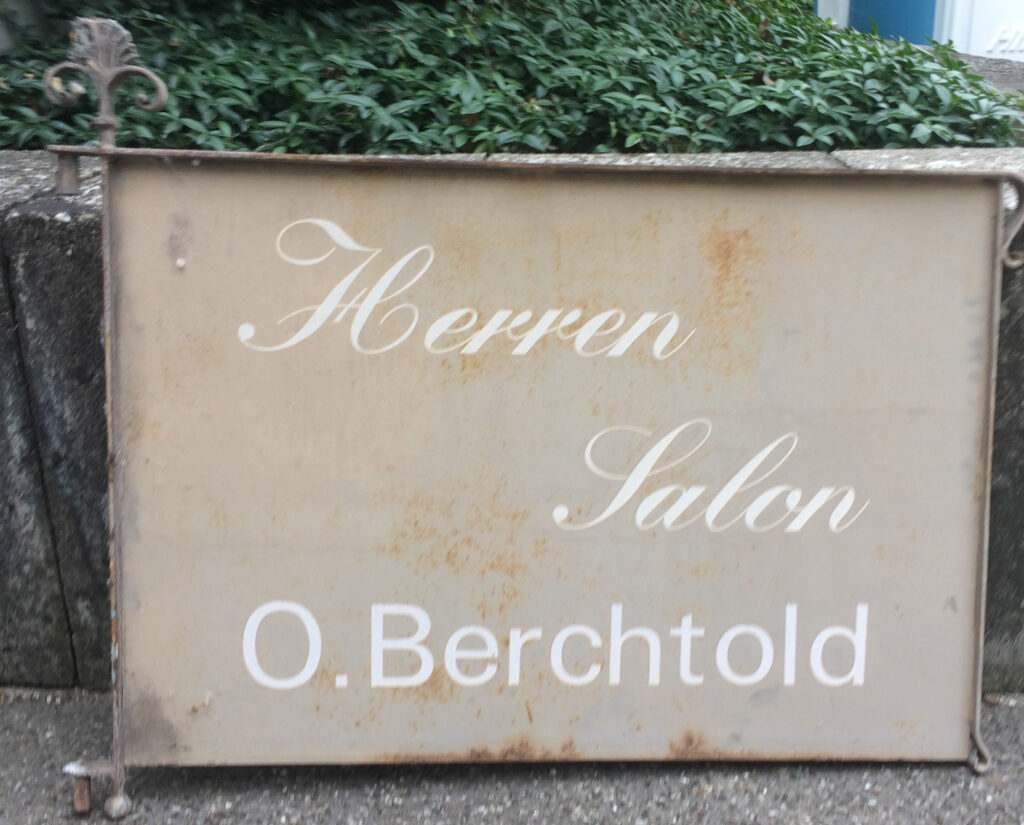 Herren
Salon
O. Berchtold